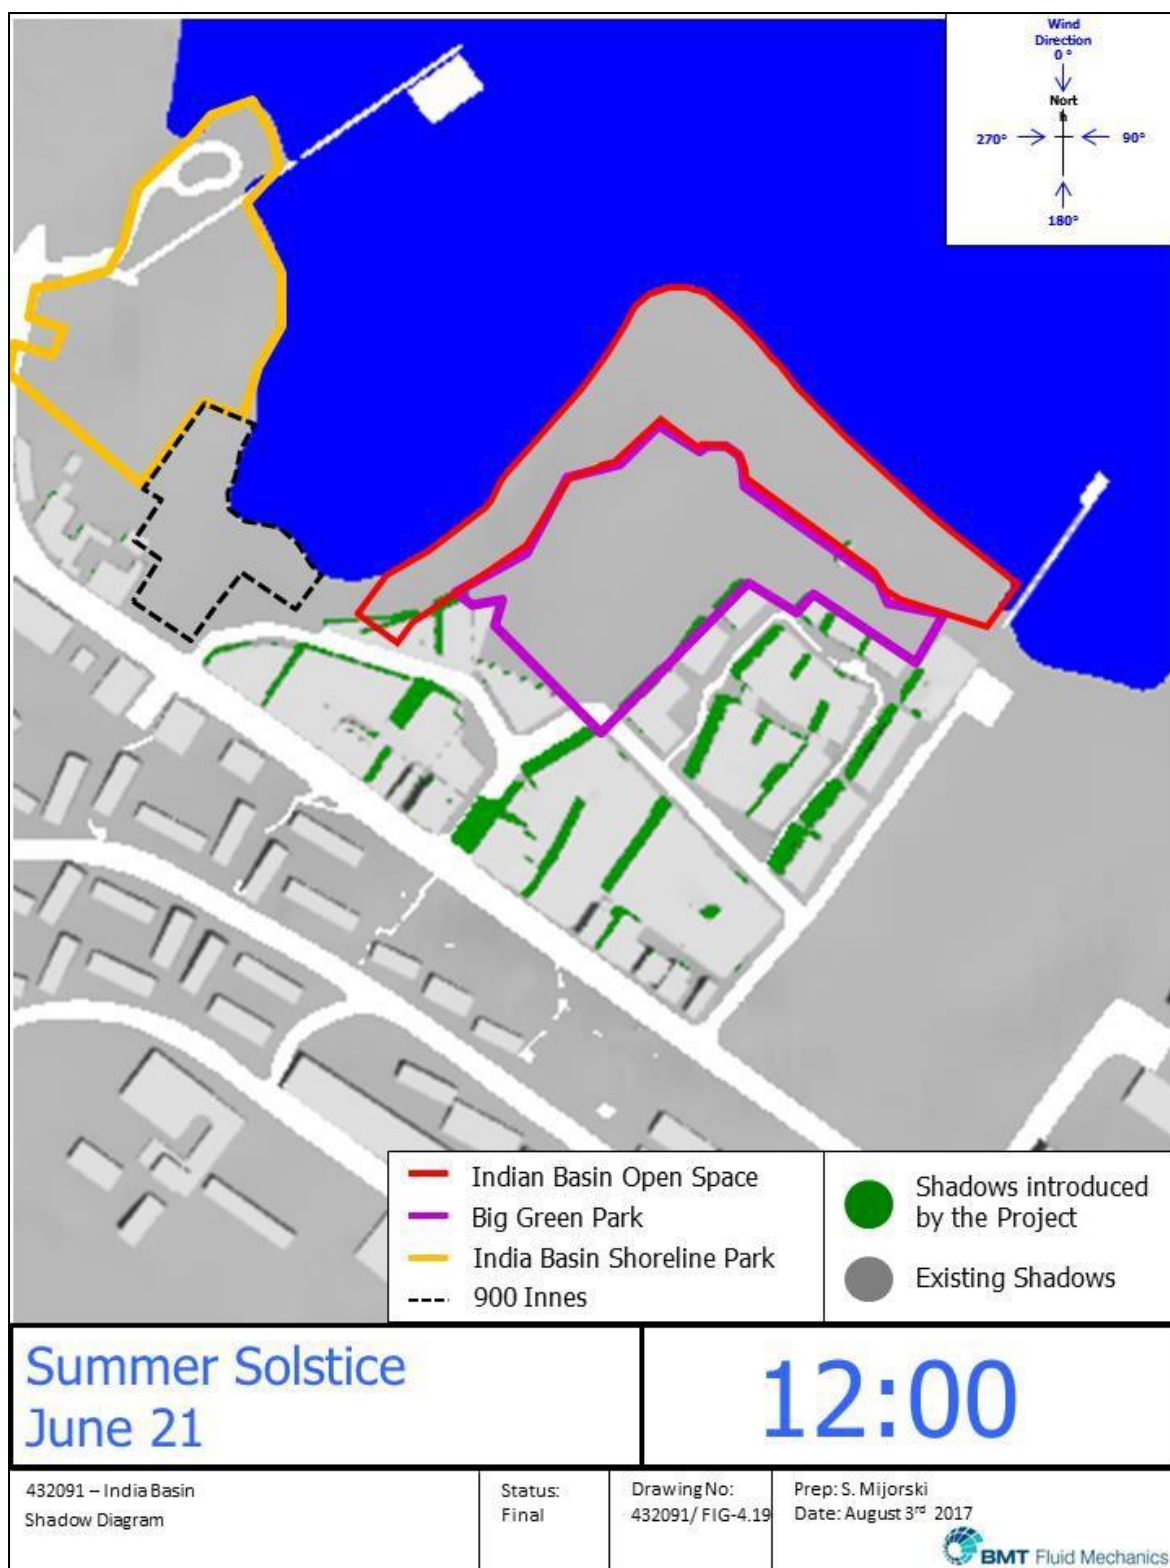 Wind
Direction
0 °
Nort
h
270°
90°
180°
Indian Basin Open Space
Big Green Park
India Basin Shoreline Park
900 Innes
Shadows introduced
by the Project
Existing Shadows
Summer Solstice
June 21
12:00
432091 – India Basin
Shadow Diagram
Status:
Final
Drawing No:
432091/ FIG-4.19
Prep: S. Mijorski
Date: August 3rd 2017
BMT Fluid Mechanics